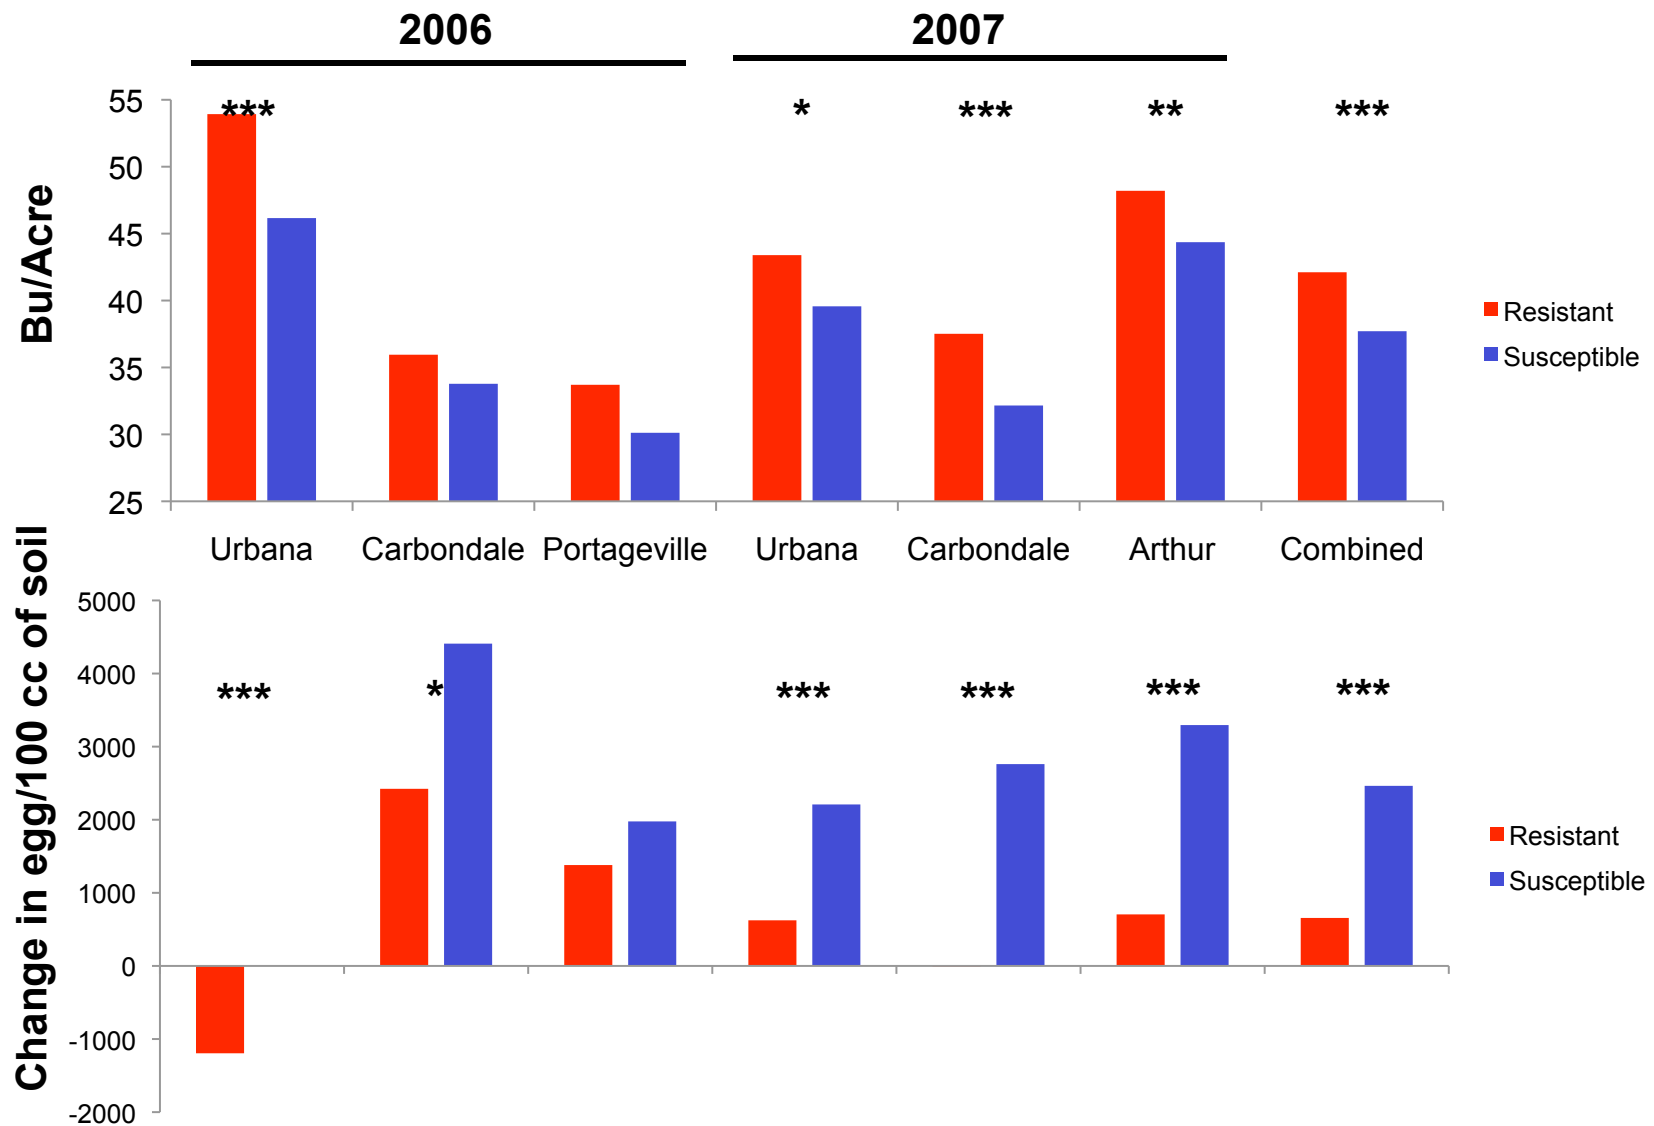 2006 2007
*** * *** ** ***
55
50
45
40
35
30
25
Bu/Acre
Resistant
Susceptible
Urbana Carbondale Portageville Urbana Carbondale Arthur Combined
5000
4000
3000
2000
1000
0
-1000
-2000
Change in egg/100 cc of soil
*** * *** *** *** ***
Resistant
Susceptible